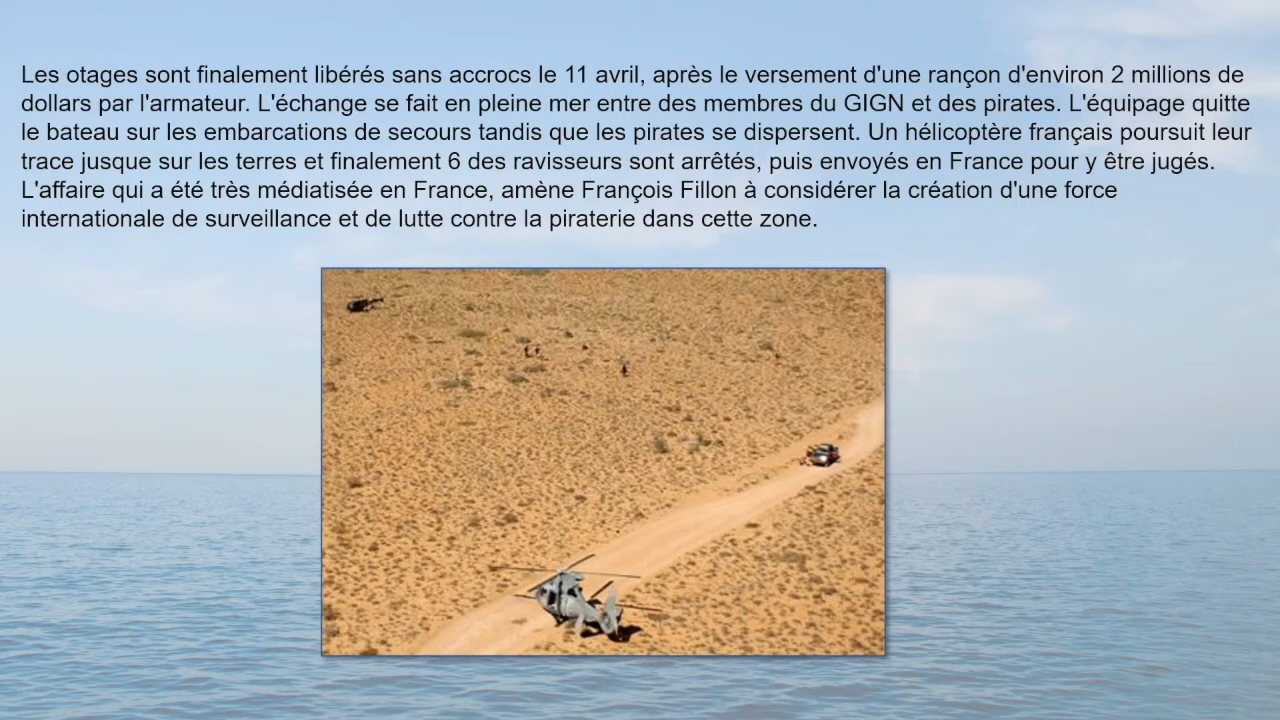 Les otages sont finalement libérés sans accrocs le 11 avril, après le versement d'une rançon d'environ 2 millions de
dollars par l'armateur. L'échange se fait en pleine mer entre des membres du GIGN et des pirates. L'équipage quitte
le bateau sur les embarcations de secours tandis que les pirates se dispersent. Un hélicoptère français poursuit leur
trace jusque sur les terres et finalement 6 des ravisseurs sont arrêtés, puis envoyés en France pour y être jugés.
L'affaire qui a été très médiatisée en France, amène François Fillon à considérer la création d'une force
internationale de surveillance et de lutte contre la piraterie dans cette zone.